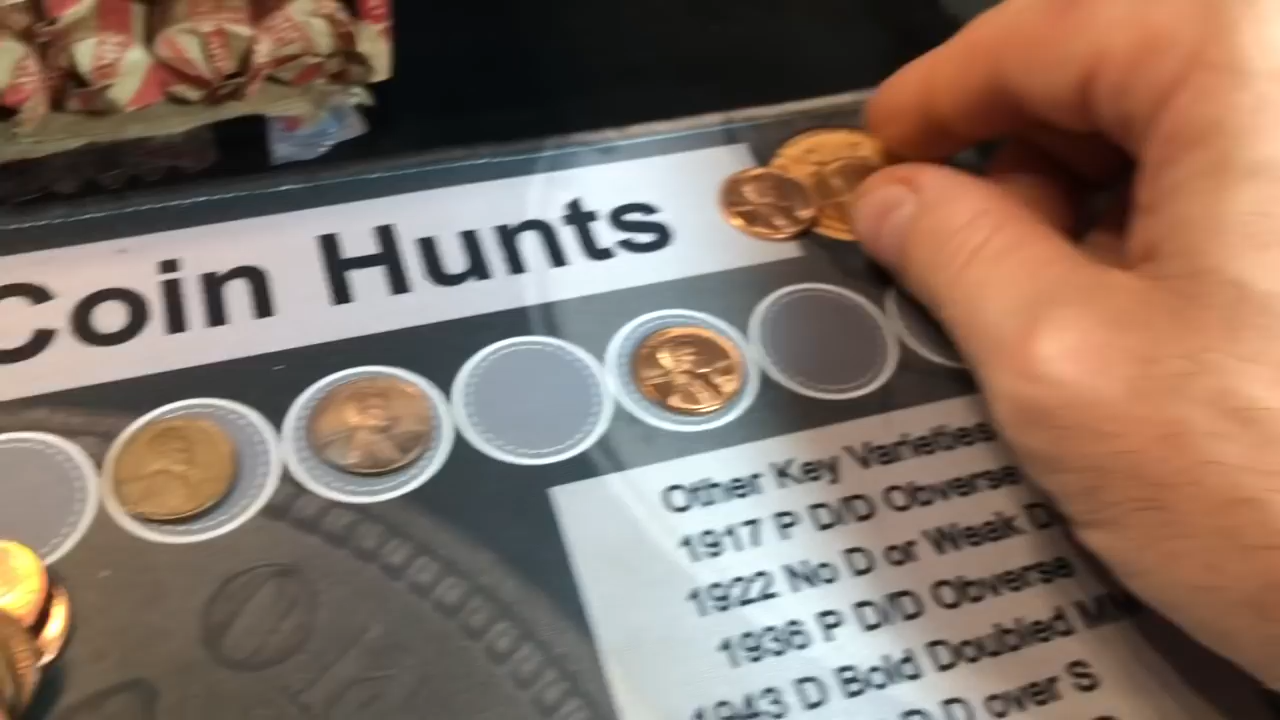 Coin Hunts
Other Key Varieties
1917 P D/D Obverse
1922 No D or Weak D
1936 P D/D Obverse
1943 D Bold Doubled
D over S